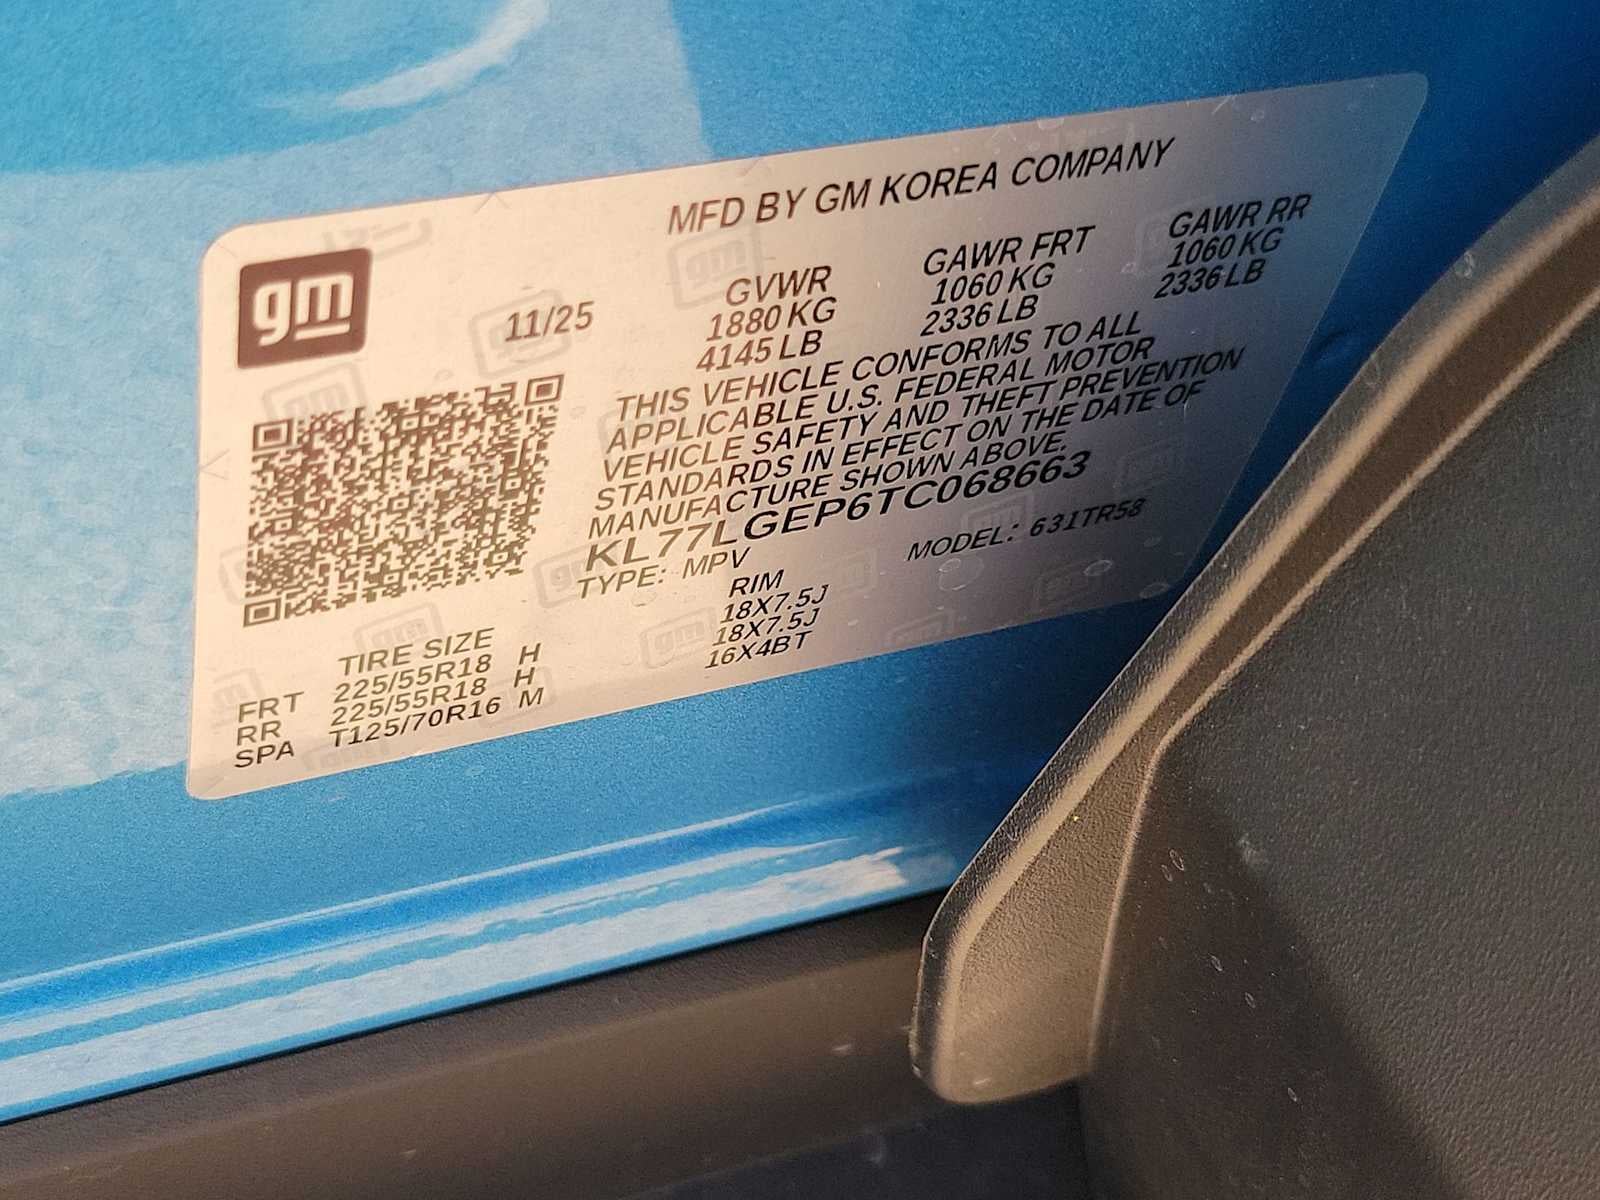 MFD BY GM KOREA COMPANY
gm
11/25
GVWR GAWR FRT GAWR RR
1880 KG 1060 KG 1060 KG
4145 LB 2336 LB 2336 LB
THIS VEHICLE CONFORMS TO ALL
APPLICABLE U.S. FEDERAL MOTOR
VEHICLE SAFETY AND THEFT PREVENTION
STANDARDS IN EFFECT ON THE DATE OF
MANUFACTURE SHOWN ABOVE.
KL77LGEP6TC068663
TYPE: MPV MODEL: 631TR58
TIRE SIZE RIM
FRT 225/55R18 H 18X7.5J
RR 225/55R18 H 18X7.5J
SPA T125/70R16 M 16X4BT